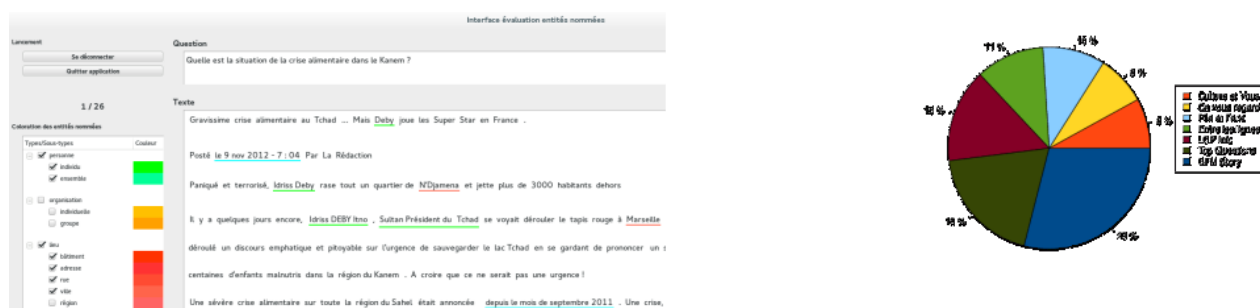 Interface évaluation entités nommées
Lancement
Se déconnecter
Quitter application
1 / 26
Coloration des entités nommées
Types/Sous-types Couleur
personne
individu
ensemble
organisation
individuelle
groupe
lieu
bâtiment
adresse
rue
ville
région
Question
Quelle est la situation de la crise alimentaire dans le Kanem ?
Texte
Gravissime crise alimentaire au Tchad ... Mais Deby joue les Super Star en France .
Posté le 9 nov 2012 - 7 : 04 Par La Rédaction
Paniqué et terrorisé, Idriss Deby rase tout un quartier de N'Djamena et jette plus de 3000 habitants dehors
Il y a quelques jours encore, Idriss DEBY Itno , Sultan Président du Tchad se voyait dérouler le tapis rouge à Marseille
déroulé un discours emphatique et pitoyable sur l'urgence de sauvegarder le lac Tchad en se gardant de prononcer un s
centaines d'enfants malnutris dans la région du Kanem . A croire que ce ne serait pas une urgence !
Une sévère crise alimentaire sur toute la région du Sahel était annoncée depuis le mois de septembre 2011 . Une crise,
11 %
8 %
Top Questions
BFM Story